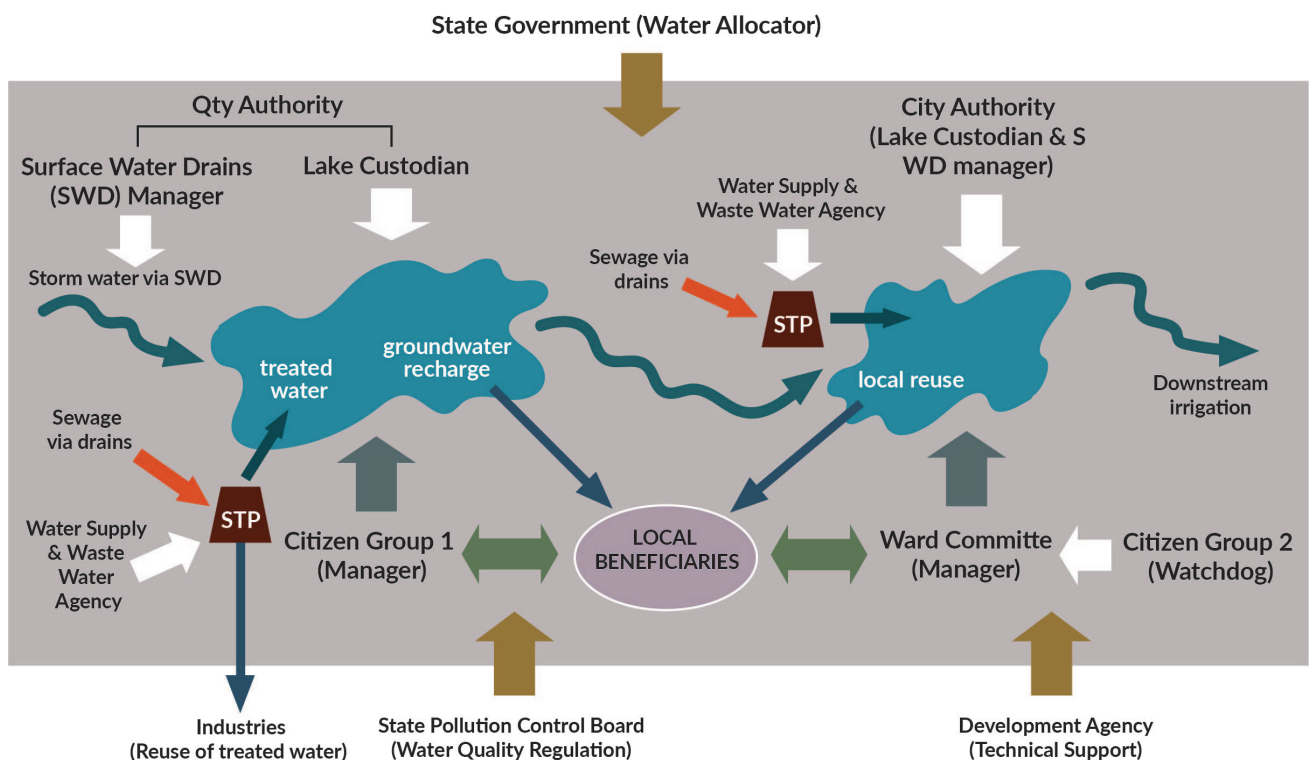 State Government (Water Allocator)
Qty Authority
Surface Water Drains
(SWD) Manager
Lake Custodian
City Authority
(Lake Custodian & S
WD manager)
Water Supply &
Waste Water Agency
Storm water via SWD
Sewage via
drains
STP
treated
water
groundwater
recharge
local reuse
Downstream
irrigation
Sewage
via drains
STP
Water Supply
& Waste
Water
Agency
Citizen Group 1
(Manager)
LOCAL
BENEFICIARIES
Ward Committe
(Manager)
Citizen Group 2
(Watchdog)
Industries
(Reuse of treated water)
State Pollution Control Board
(Water Quality Regulation)
Development Agency
(Technical Support)